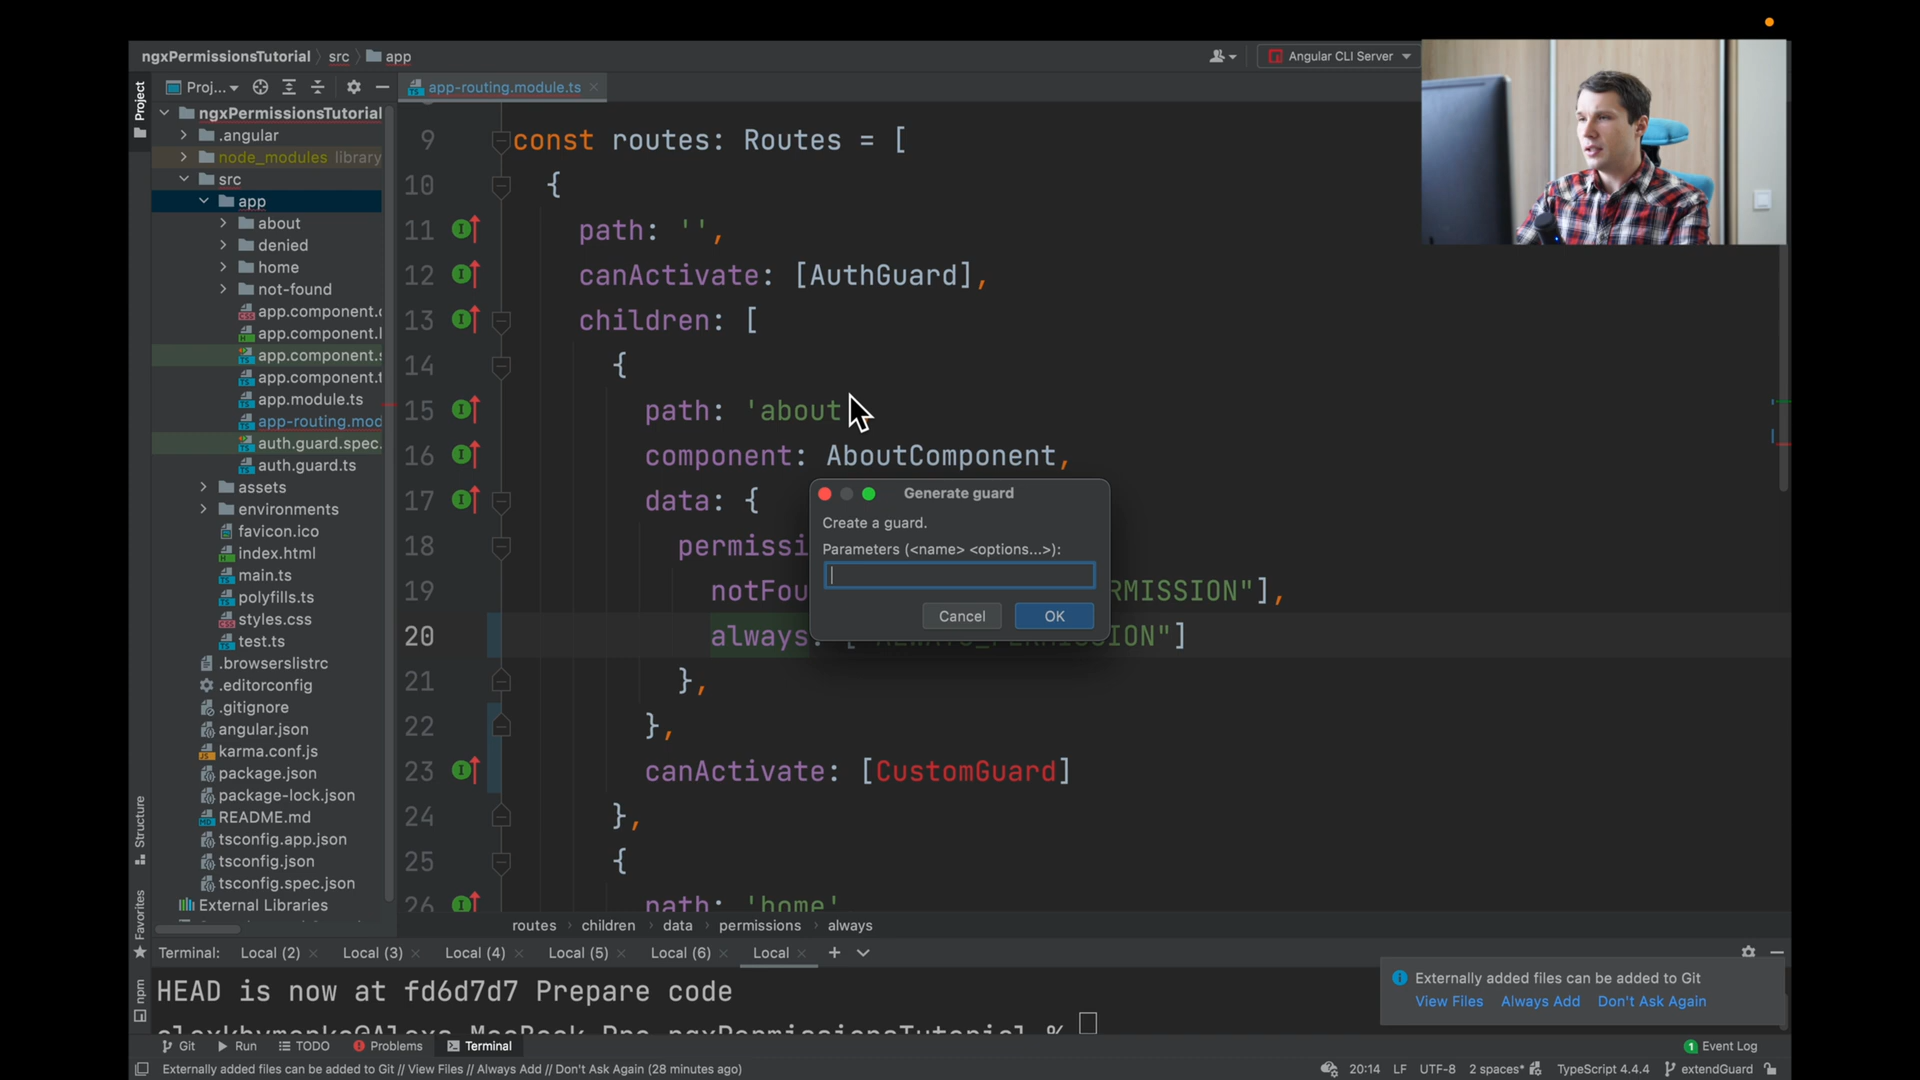 ngxPermissionsTutorial src app
Angular CLI Server
Project
Proj...
app-routing.module.ts
ngxPermissionsTutorial
.angular
node_modules library
src
app
about
denied
home
not-found
app.component.
app.component.
app.component.
app.component.
app.module.ts
app-routing.mod
auth.guard.spec.
auth.guard.ts
assets
environments
favicon.ico
index.html
main.ts
polyfills.ts
styles.css
test.ts
.browserslistrc
.editorconfig
.gitignore
angular.json
karma.conf.js
package.json
package-lock.json
README.md
tsconfig.app.json
tsconfig.json
tsconfig.spec.json
External Libraries
Structure
Favorites
npm
9 const routes: Routes = [
10 {
11 path: '',
12 canActivate: [AuthGuard],
13 children: [
14 {
15 path: 'about
16 component: AboutComponent,
17 data: {
18 permissi
19 notFou RMISSION"],
20 always: ["ALWAYS_PERMISSION"]
21 },
22 },
23 canActivate: [CustomGuard]
24 },
25 {
26 path: 'home'
Generate guard
Create a guard.
Parameters (<name> <options...>):
Cancel OK
routes children data permissions always
Terminal: Local (2) Local (3) Local (4) Local (5) Local (6) Local
HEAD is now at fd6d7d7 Prepare code
alexkhymenko@Alexs-MacBook-Pro ngxPermissionsTutorial %
Externally added files can be added to Git
View Files Always Add Don't Ask Again
Git Run TODO Problems Terminal
1 Event Log
Externally added files can be added to Git // View Files // Always Add // Don't Ask Again (28 minutes ago)
20:14 LF UTF-8 2 spaces* TypeScript 4.4.4 extendGuard